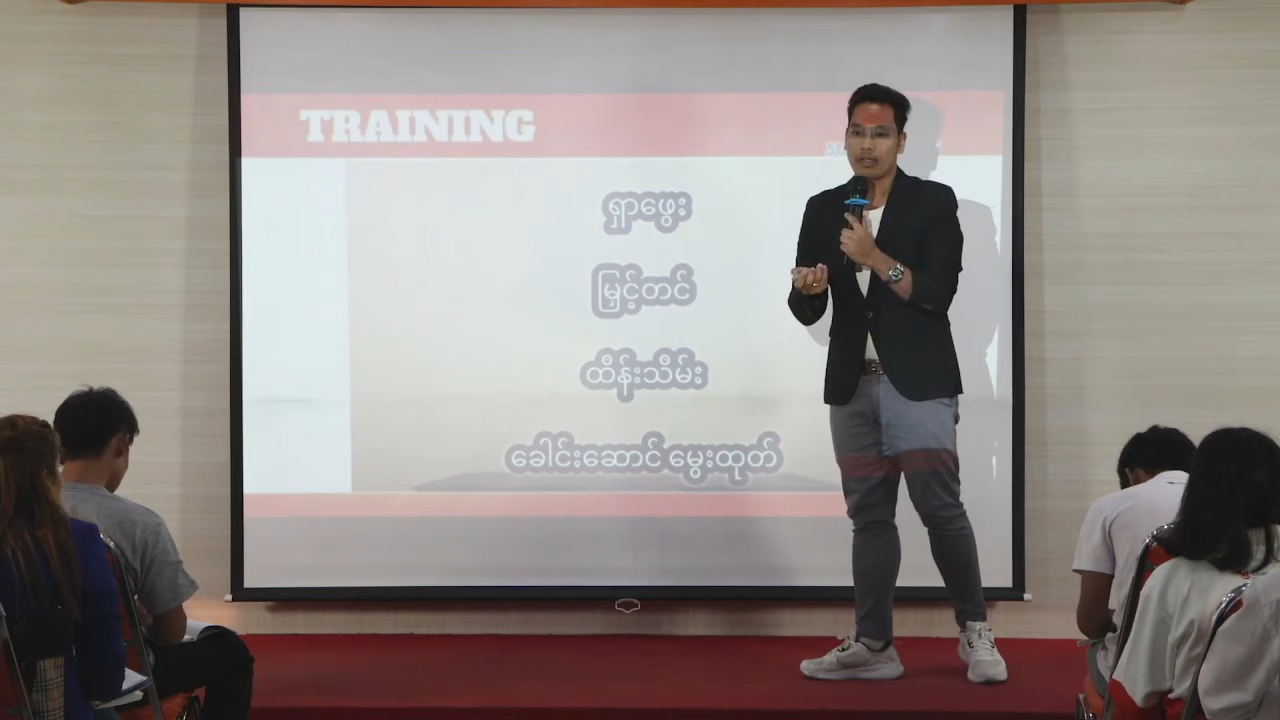 TRAINING
ရှာဖွေး
မြှင့်တင်
ထိန်းသိမ်း
ခေါင်းဆောင် မွေးထုတ်